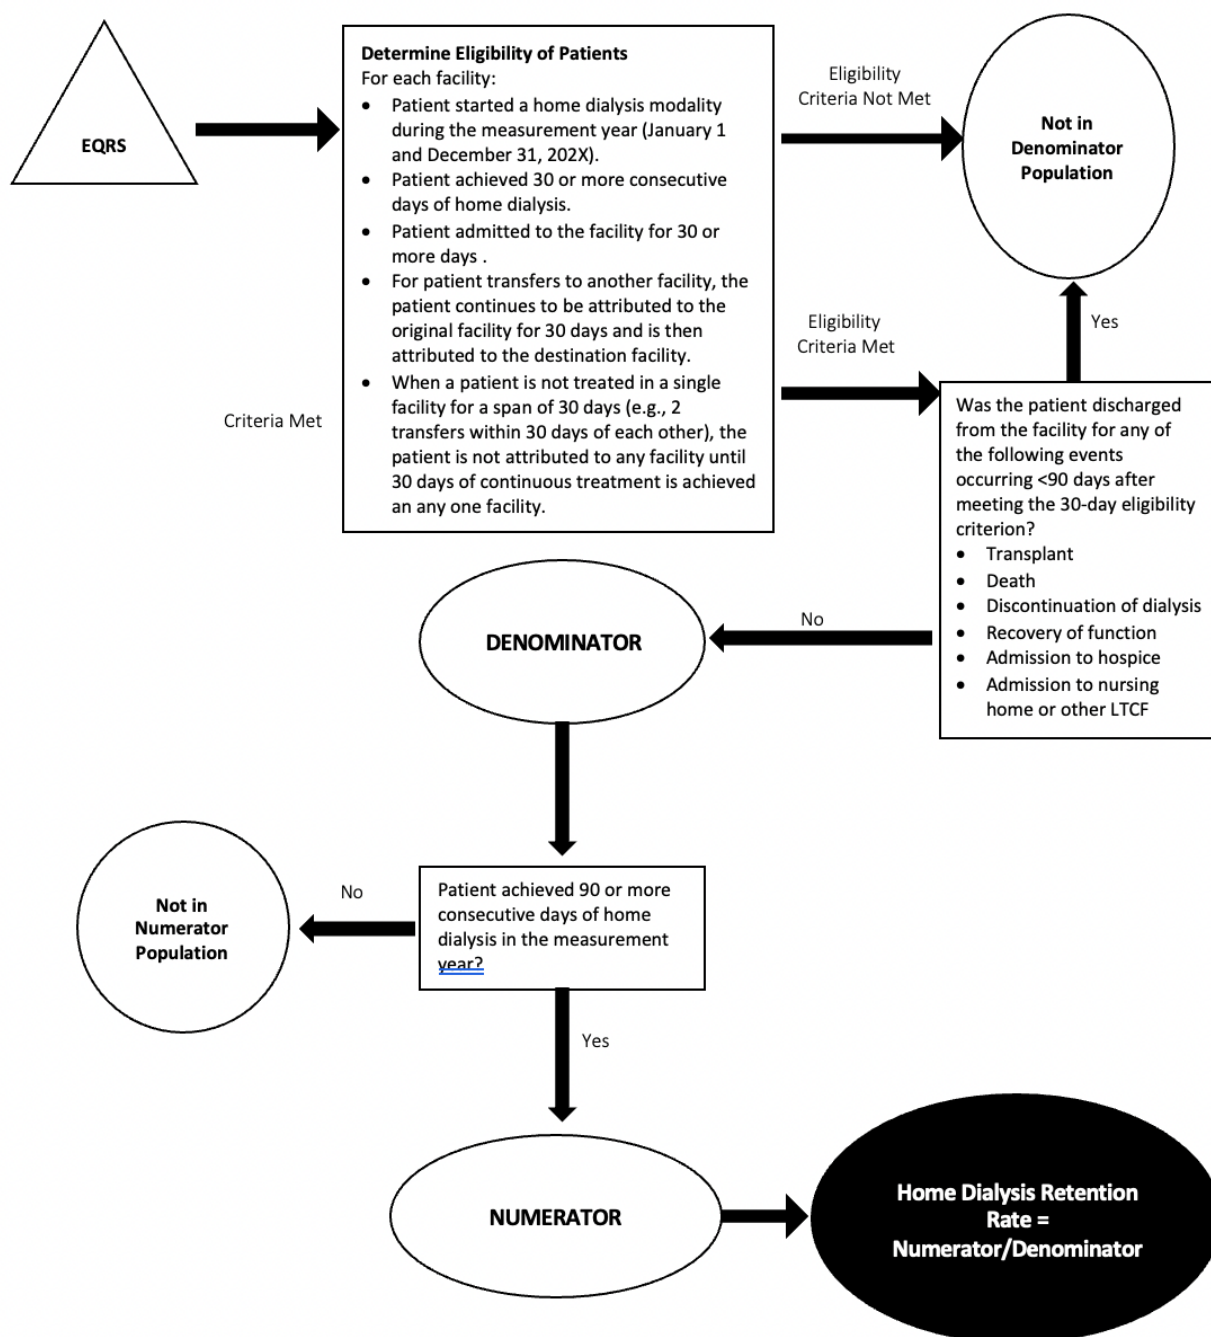 EQRS
Determine Eligibility of Patients
For each facility:
• Patient started a home dialysis modality
during the measurement year (January 1
and December 31, 202X).
• Patient achieved 30 or more consecutive
days of home dialysis.
• Patient admitted to the facility for 30 or
more days .
• For patient transfers to another facility, the
patient continues to be attributed to the
original facility for 30 days and is then
attributed to the destination facility.
• When a patient is not treated in a single
facility for a span of 30 days (e.g., 2
transfers within 30 days of each other), the
patient is not attributed to any facility until
30 days of continuous treatment is achieved
an any one facility.
Criteria Met
Eligibility
Criteria Not Met
Not in
Denominator
Population
Eligibility
Criteria Met
Yes
Was the patient discharged
from the facility for any of
the following events
occurring <90 days after
meeting the 30-day eligibility
criterion?
• Transplant
• Death
• Discontinuation of dialysis
• Recovery of function
• Admission to hospice
• Admission to nursing
home or other LTCF
No
DENOMINATOR
Patient achieved 90 or more
consecutive days of home
dialysis in the measurement
year?
No
Not in
Numerator
Population
Yes
NUMERATOR
Home Dialysis Retention
Rate =
Numerator/Denominator